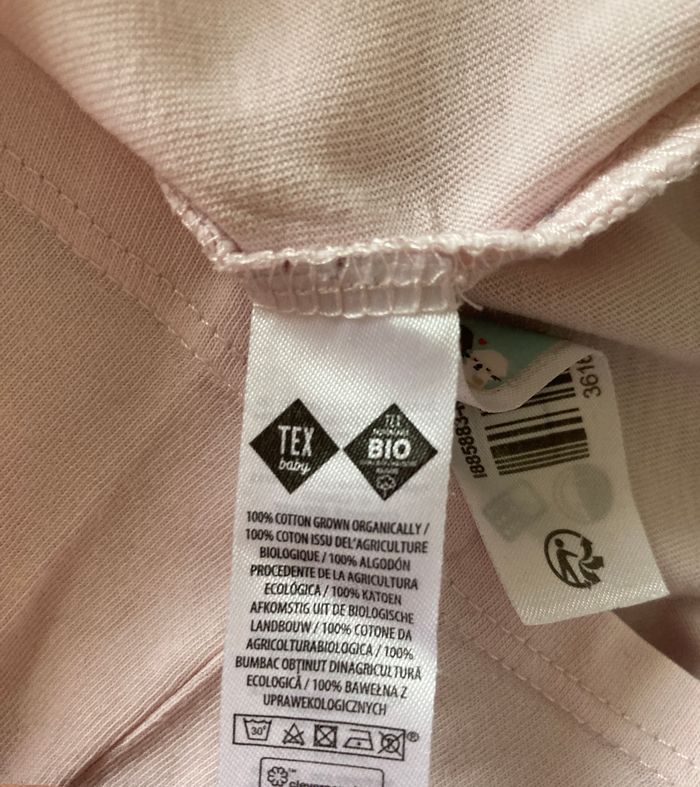 TEX
baby
BIO
100% COTTON GROWN ORGANICALLY /
100% COTON ISSU DEL'AGRICULTURE
BIOLOGIQUE / 100% ALGODÓN
PROCEDENTE DE LA AGRICULTURA
ECOLÓGICA / 100% KATOEN
AFKOMSTIG UIT DE BIOLOGISCHE
LANDBOUW / 100% COTONE DA
AGRICOLTURABIOLOGICA / 100%
BUMBAC OBȚINUT DINAGRICULTURĂ
ECOLOGICĂ / 100% BAWEŁNA Z
UPRAWEKOLOGICZNYCH
30°
®
™